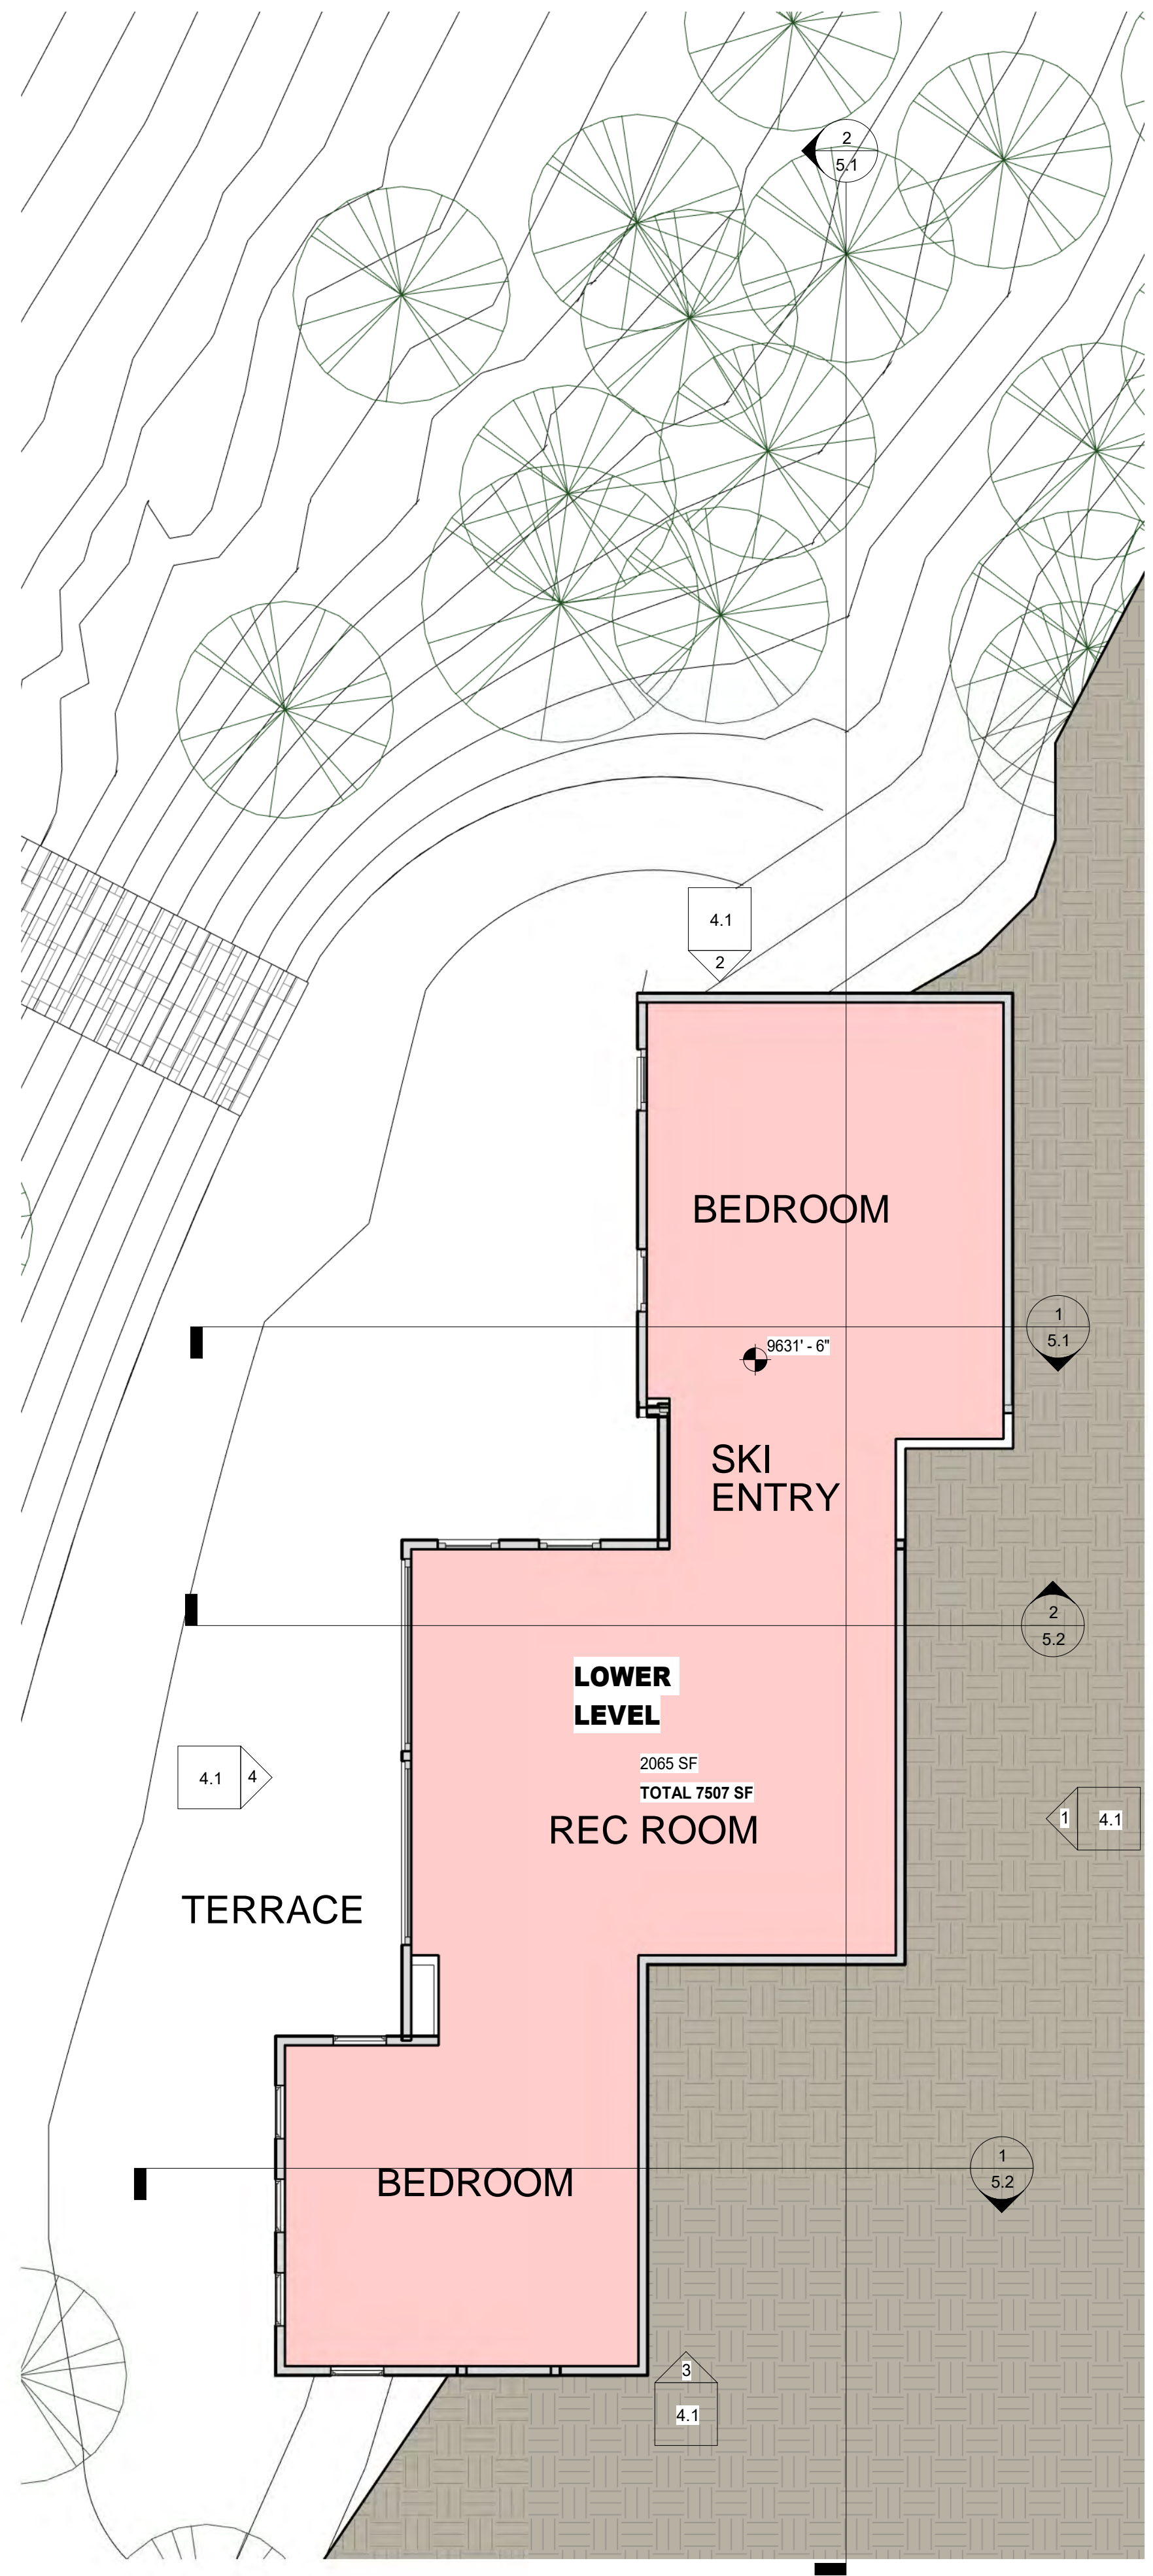 2
5.1
4.1
2
BEDROOM
1
5.1
9631' - 6"
SKI
ENTRY
2
5.2
LOWER
LEVEL
2065 SF
TOTAL 7507 SF
4.1
4
REC ROOM
1
4.1
TERRACE
1
5.2
BEDROOM
3
4.1